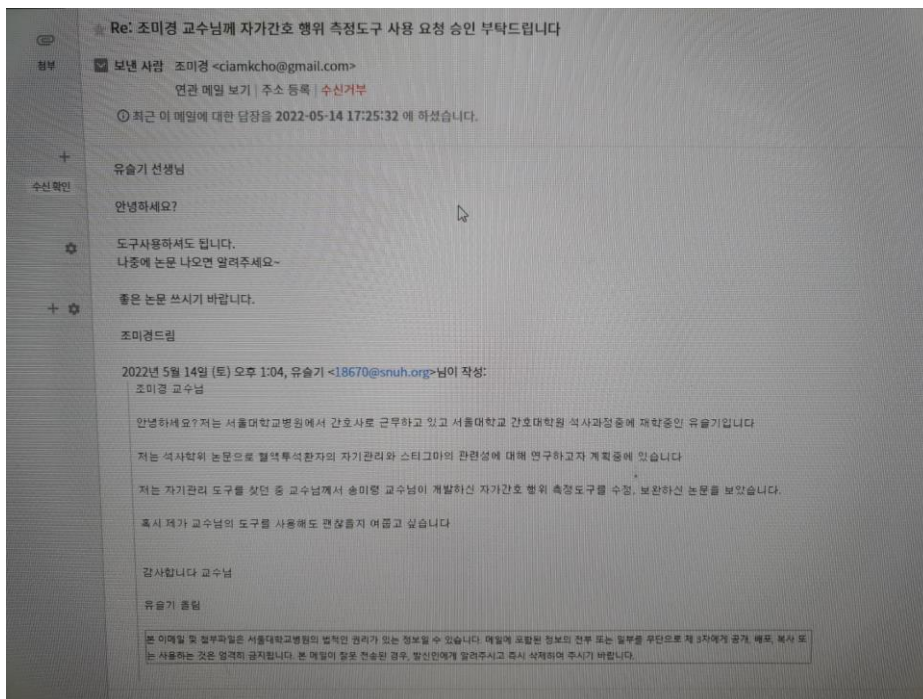 Re: 조미경 교수님께 자가간호 행위 측정도구 사용 요청 승인 부탁드립니다
첨부
보낸 사람 조미경 <ciamkcho@gmail.com>
연관 메일 보기 | 주소 등록 | 수신거부
최근 이 메일에 대한 답장을 2022-05-14 17:25:32 에 하셨습니다.
수신확인
유슬기 선생님
안녕하세요?
도구사용하셔도 됩니다.
나중에 논문 나오면 알려주세요~
좋은 논문 쓰시기 바랍니다.
조미경드림
2022년 5월 14일 (토) 오후 1:04, 유슬기 <18670@snuh.org>님이 작성:
조미경 교수님
안녕하세요?저는 서울대학교병원에서 간호사로 근무하고 있고 서울대학교 간호대학원 석사과정중에 재학중인 유슬기입니다
저는 석사학위 논문으로 혈액투석환자의 자기관리와 스티그마의 관련성에 대해 연구하고자 계획중에 있습니다
저는 자기관리 도구를 찾던 중 교수님께서 송미령 교수님이 개발하신 자가간호 행위 측정도구를 수정, 보완하신 논문을 보았습니다.
혹시 제가 교수님의 도구를 사용해도 괜찮을지 여쭙고 싶습니다
감사합니다 교수님
유슬기 올림
본 이메일 및 첨부파일은 서울대학교병원의 법적인 권리가 있는 정보일 수 있습니다. 메일에 포함된 정보의 전부 또는 일부를 무단으로 제 3자에게 공개, 배포, 복사 또
는 사용하는 것은 엄격히 금지됩니다. 본 메일이 잘못 전송된 경우, 발신인에게 알려주시고 즉시 삭제하여 주시기 바랍니다.